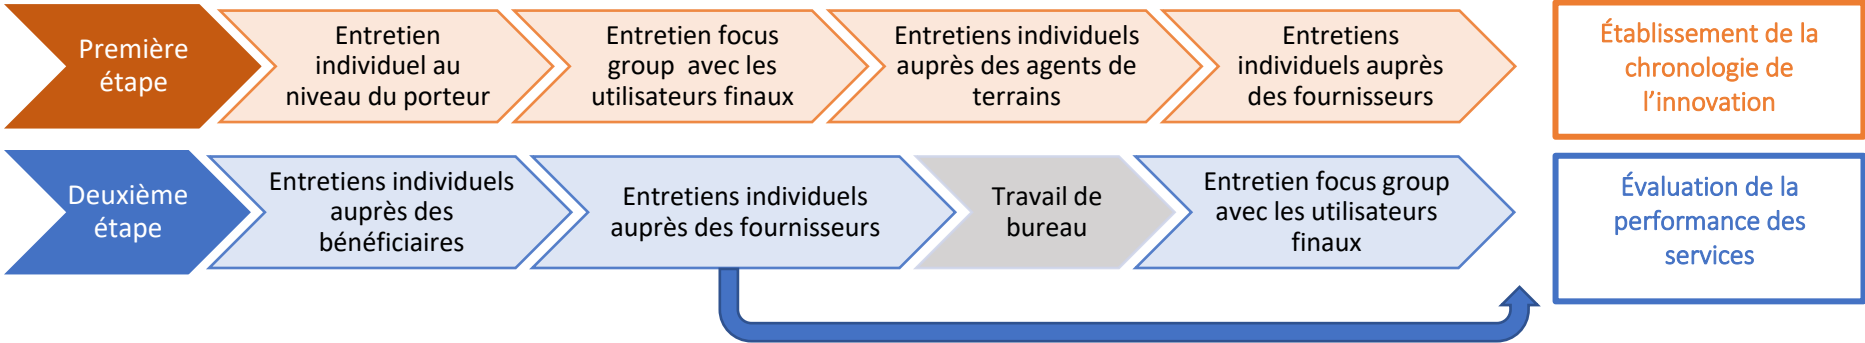 Première
étape
Entretien
individuel au
niveau du porteur
Entretien focus
group avec les
utilisateurs finaux
Entretiens individuels
auprès des agents de
terrains
Entretiens
individuels auprès
des fournisseurs
Établissement de la
chronologie de
l’innovation
Deuxième
étape
Entretiens individuels
auprès des
bénéficiaires
Entretiens individuels
auprès des fournisseurs
Travail de
bureau
Entretien focus group
avec les utilisateurs
finaux
Évaluation de la
performance des
services